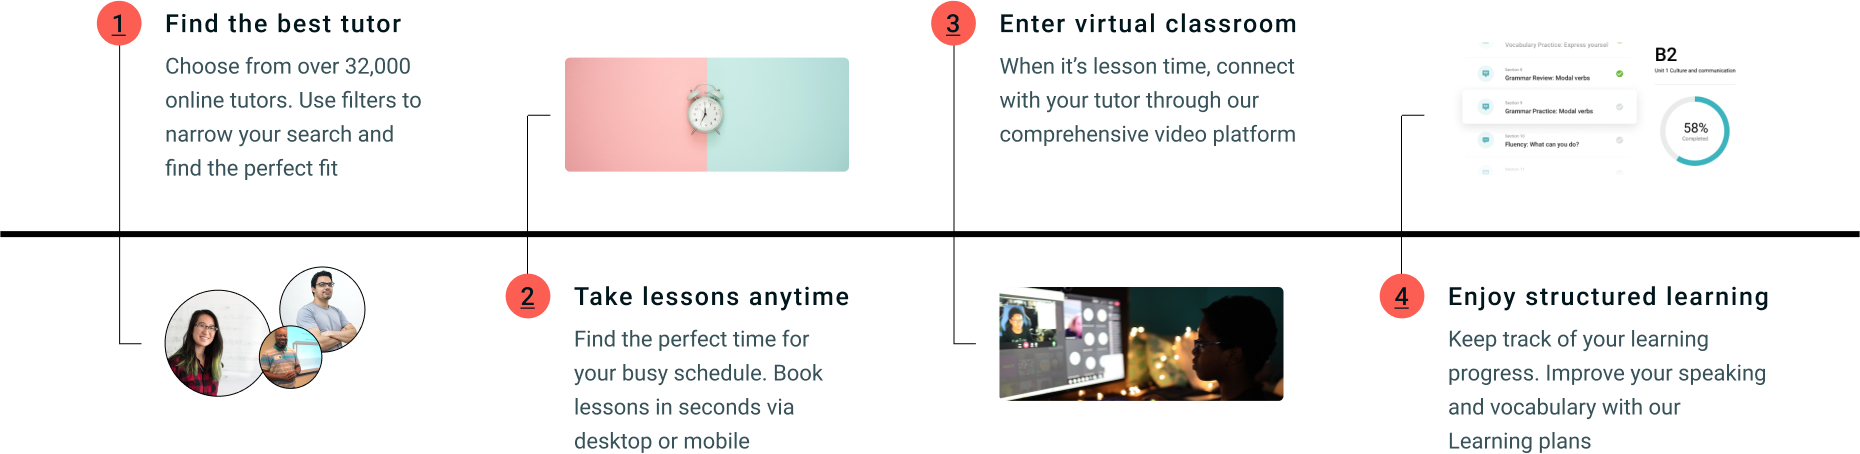 1
Find the best tutor
Choose from over 32,000
online tutors. Use filters to
narrow your search and
find the perfect fit
2
Take lessons anytime
Find the perfect time for
your busy schedule. Book
lessons in seconds via
desktop or mobile
3
Enter virtual classroom
When it’s lesson time, connect
with your tutor through our
comprehensive video platform
Vocabulary Practice: Express yourself
Section 8
Grammar Review: Modal verbs
Section 9
Grammar Practice: Modal verbs
Section 10
Fluency: What can you do?
Section 11
B2
Unit 1 Culture and communication
58%
Completed
4
Enjoy structured learning
Keep track of your learning
progress. Improve your speaking
and vocabulary with our
Learning plans